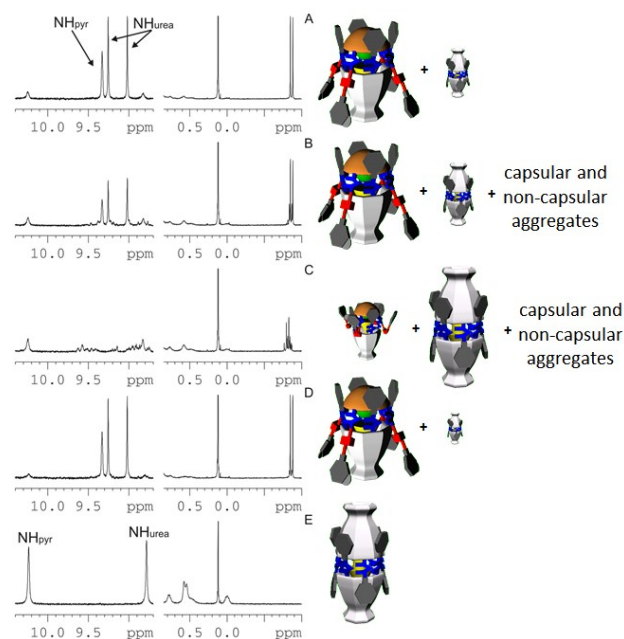 NHpyr
NHurea
A
+
10.0 9.5 ppm
0.5 0.0 ppm
B
+
+
capsular and
non-capsular
aggregates
10.0 9.5 ppm
0.5 0.0 ppm
C
+
+
capsular and
non-capsular
aggregates
10.0 9.5 ppm
0.5 0.0 ppm
D
+
10.0 9.5 ppm
0.5 0.0 ppm
NHpyr
NHurea
E
10.0 9.5 ppm
0.5 0.0 ppm